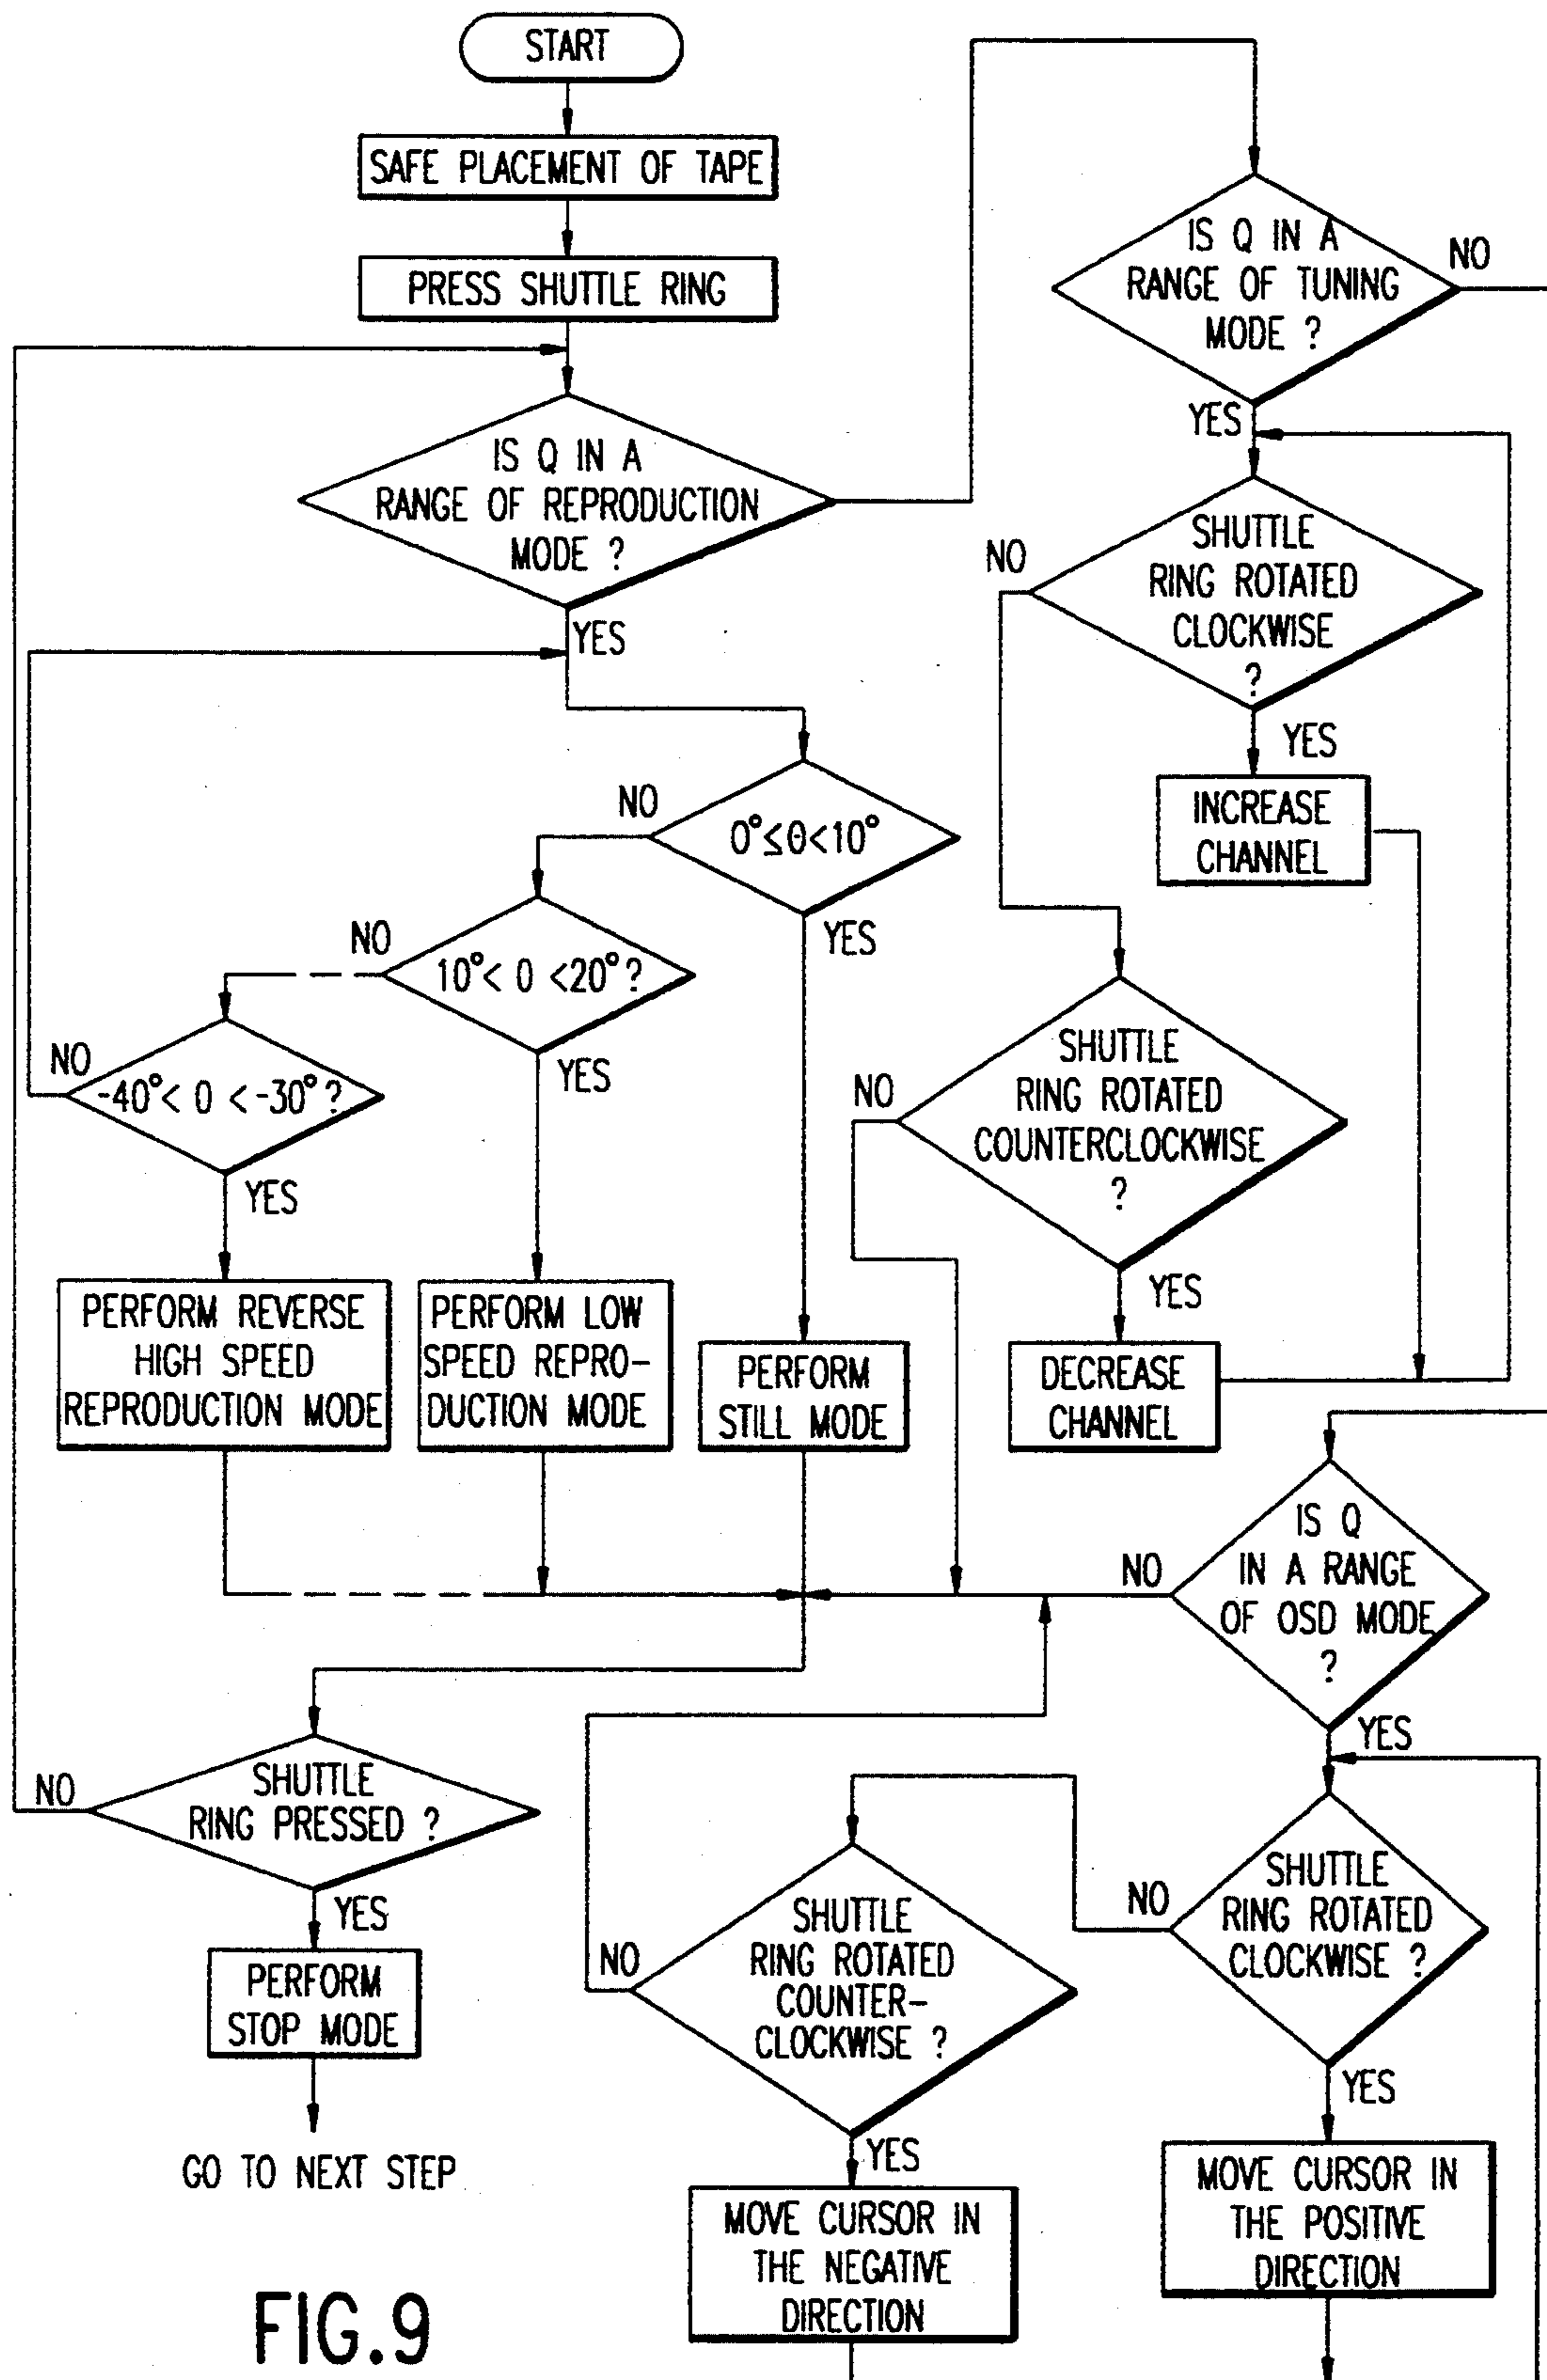 START
SAFE PLACEMENT OF TAPE
PRESS SHUTTLE RING
IS Q IN A
RANGE OF REPRODUCTION
MODE ?
YES
IS Q IN A
RANGE OF TUNING
MODE ?
NO
YES
SHUTTLE
RING ROTATED
CLOCKWISE
?
NO
YES
INCREASE
CHANNEL
0°≤θ<10°
NO
YES
10°< 0 <20°?
NO
YES
-40°< 0 <-30°?
NO
YES
SHUTTLE
RING ROTATED
COUNTERCLOCKWISE
?
NO
YES
DECREASE
CHANNEL
PERFORM REVERSE
HIGH SPEED
REPRODUCTION MODE
PERFORM LOW
SPEED REPRO-
DUCTION MODE
PERFORM
STILL MODE
IS Q
IN A RANGE
OF OSD MODE
?
NO
YES
SHUTTLE
RING PRESSED ?
NO
YES
PERFORM
STOP MODE
GO TO NEXT STEP
SHUTTLE
RING ROTATED
CLOCKWISE ?
NO
YES
SHUTTLE
RING ROTATED
COUNTER-
CLOCKWISE ?
NO
YES
MOVE CURSOR IN
THE POSITIVE
DIRECTION
MOVE CURSOR IN
THE NEGATIVE
DIRECTION
FIG.9